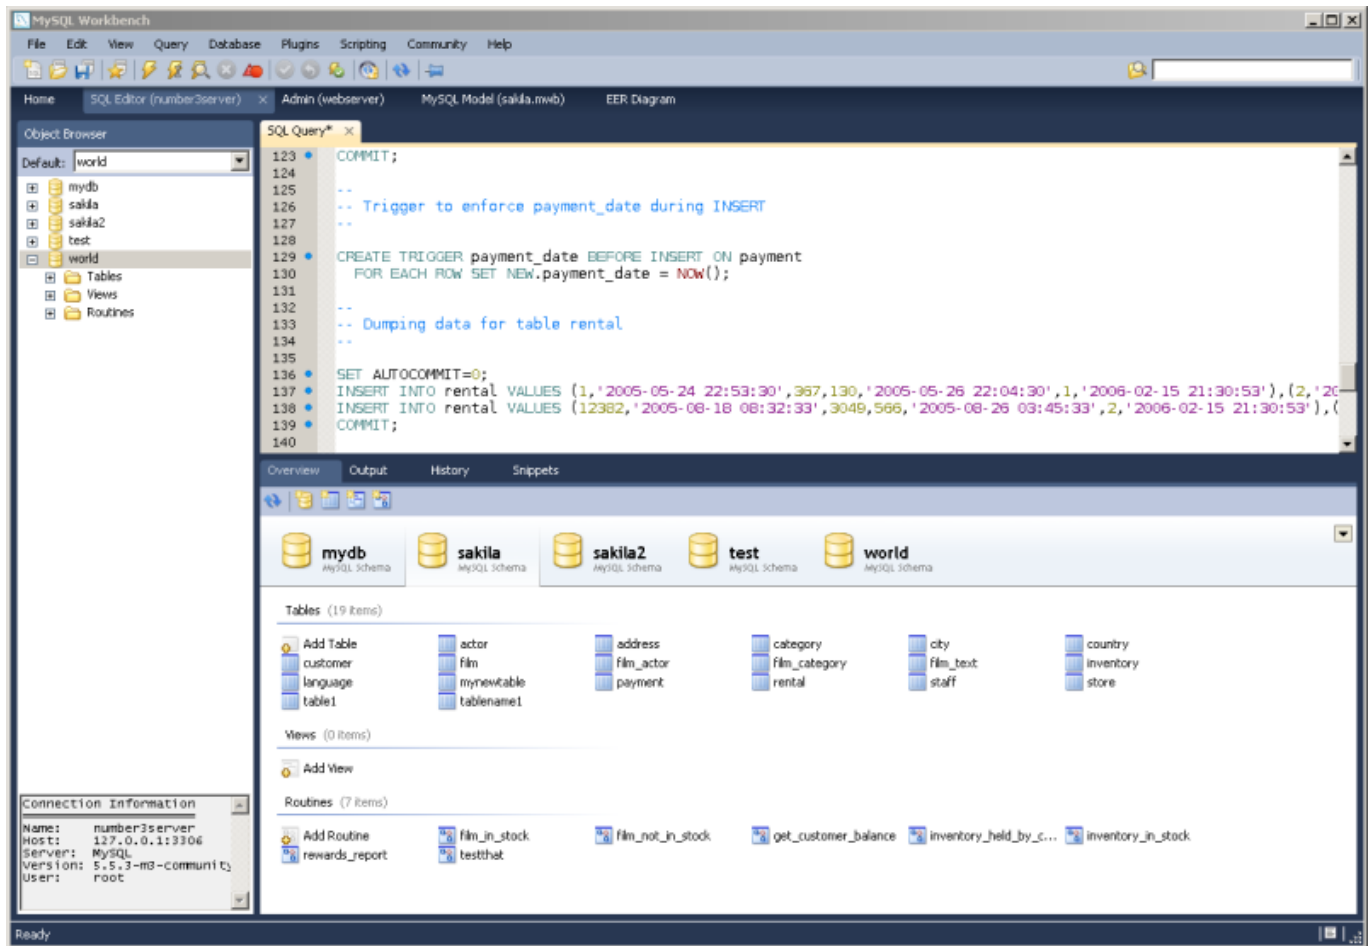 MySQL Workbench
File Edit View Query Database Plugins Scripting Community Help
Home SQL Editor (number3server) × Admin (webserver) MySQL Model (sakila.mwb) EER Diagram
Object Browser
Default: world
mydb
sakila
sakila2
test
world
Tables
Views
Routines
Connection Information
Name: number3server
Host: 127.0.0.1:3306
Server: MySQL
Version: 5.5.3-m3-community
User: root
SQL Query* ×
123 COMMIT;
124
125 --
126 -- Trigger to enforce payment_date during INSERT
127 --
128
129 CREATE TRIGGER payment_date BEFORE INSERT ON payment
130 FOR EACH ROW SET NEW.payment_date = NOW();
131
132 --
133 -- Dumping data for table rental
134 --
135
136 SET AUTOCOMMIT=0;
137 INSERT INTO rental VALUES (1,'2005-05-24 22:53:30',367,130,'2005-05-26 22:04:30',1,'2006-02-15 21:30:53'),(2,'20
138 INSERT INTO rental VALUES (12382,'2005-08-18 08:32:33',3049,566,'2005-08-26 03:45:33',2,'2006-02-15 21:30:53'),(
139 COMMIT;
140
Overview Output History Snippets
mydb sakila sakila2 test world
MySQL Schema MySQL Schema MySQL Schema MySQL Schema MySQL Schema
Tables (19 items)
Add Table actor address category city country
customer film film_actor film_category film_text inventory
language mynewtable payment rental staff store
table1 tablename1
Views (0 items)
Add View
Routines (7 items)
Add Routine film_in_stock film_not_in_stock get_customer_balance inventory_held_by_c... inventory_in_stock
rewards_report testthat
Ready